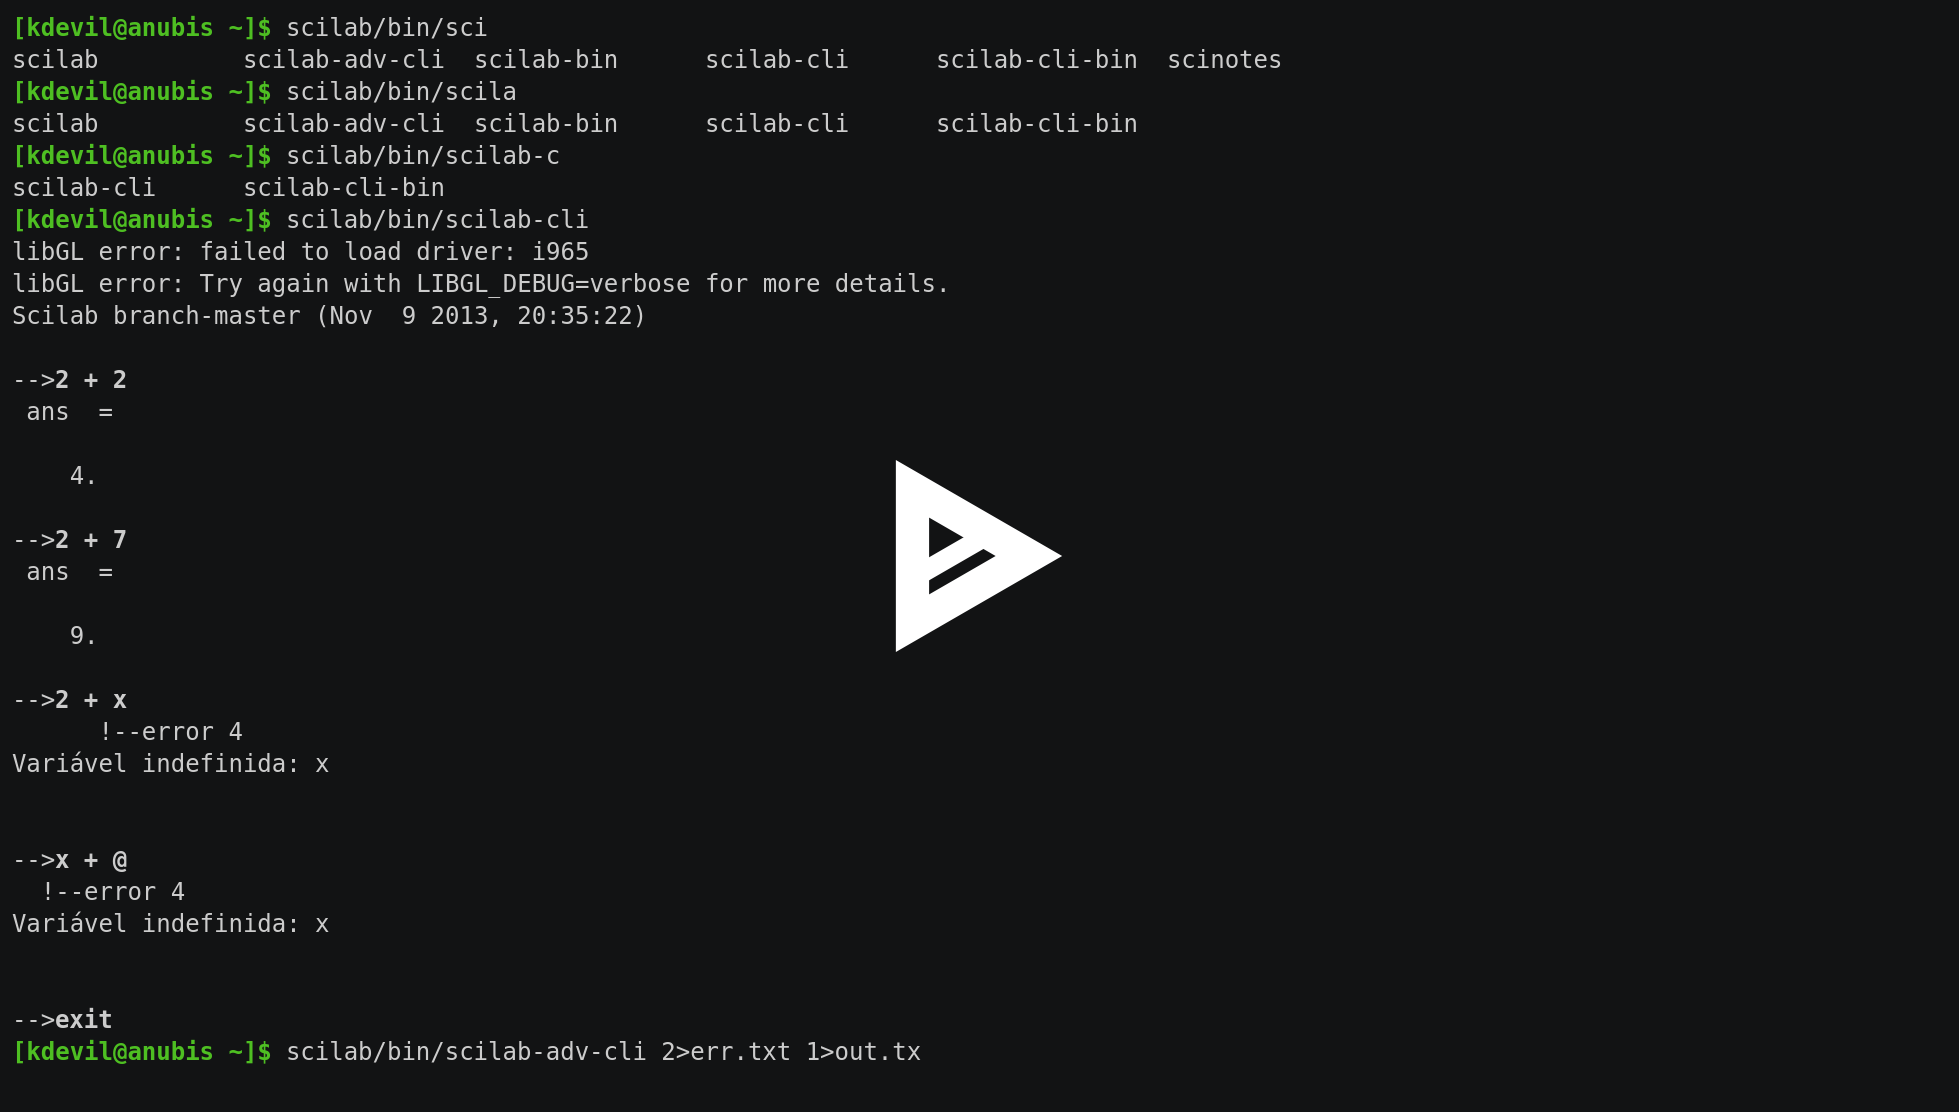 [kdevil@anubis ~]$ scilab/bin/sci
scilab          scilab-adv-cli  scilab-bin      scilab-cli      scilab-cli-bin  scinotes
[kdevil@anubis ~]$ scilab/bin/scila
scilab          scilab-adv-cli  scilab-bin      scilab-cli      scilab-cli-bin
[kdevil@anubis ~]$ scilab/bin/scilab-c
scilab-cli      scilab-cli-bin
[kdevil@anubis ~]$ scilab/bin/scilab-cli
libGL error: failed to load driver: i965
libGL error: Try again with LIBGL_DEBUG=verbose for more details.
Scilab branch-master (Nov  9 2013, 20:35:22)
-->2 + 2
 ans  =
    4.
-->2 + 7
 ans  =
    9.
-->2 + x
      !--error 4
Variável indefinida: x
-->x + @
  !--error 4
Variável indefinida: x
-->exit
[kdevil@anubis ~]$ scilab/bin/scilab-adv-cli 2>err.txt 1>out.tx